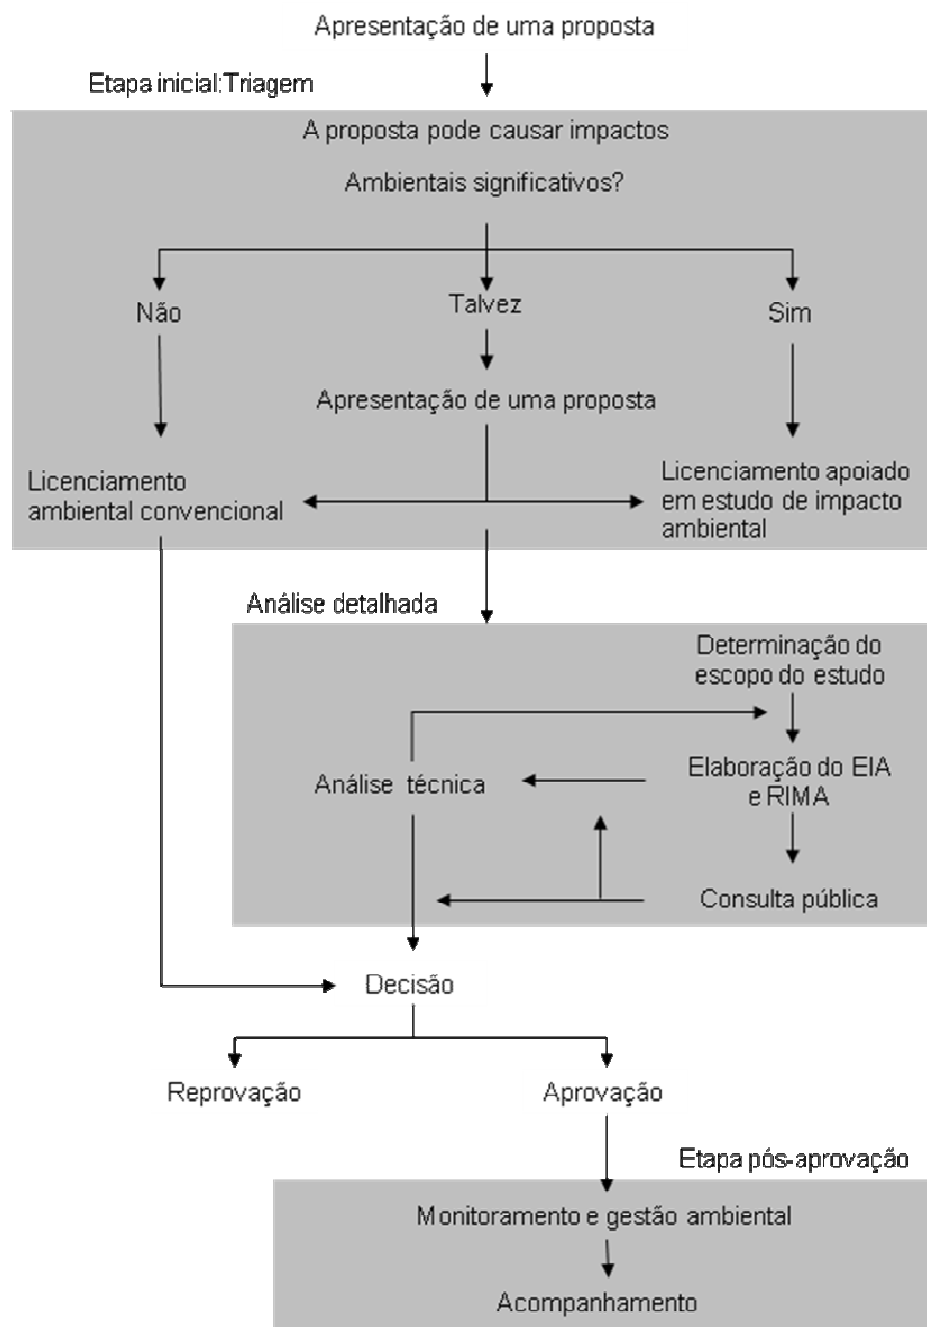 Apresentação de uma proposta
Etapa inicial:Triagem
A proposta pode causar impactos
Ambientais significativos?
Não
Talvez
Sim
Apresentação de uma proposta
Licenciamento
ambiental convencional
Licenciamento apoiado
em estudo de impacto
ambiental
Análise detalhada
Determinação do
escopo do estudo
Análise técnica
Elaboração do EIA
e RIMA
Consulta pública
Decisão
Reprovação
Aprovação
Etapa pós-aprovação
Monitoramento e gestão ambiental
Acompanhamento